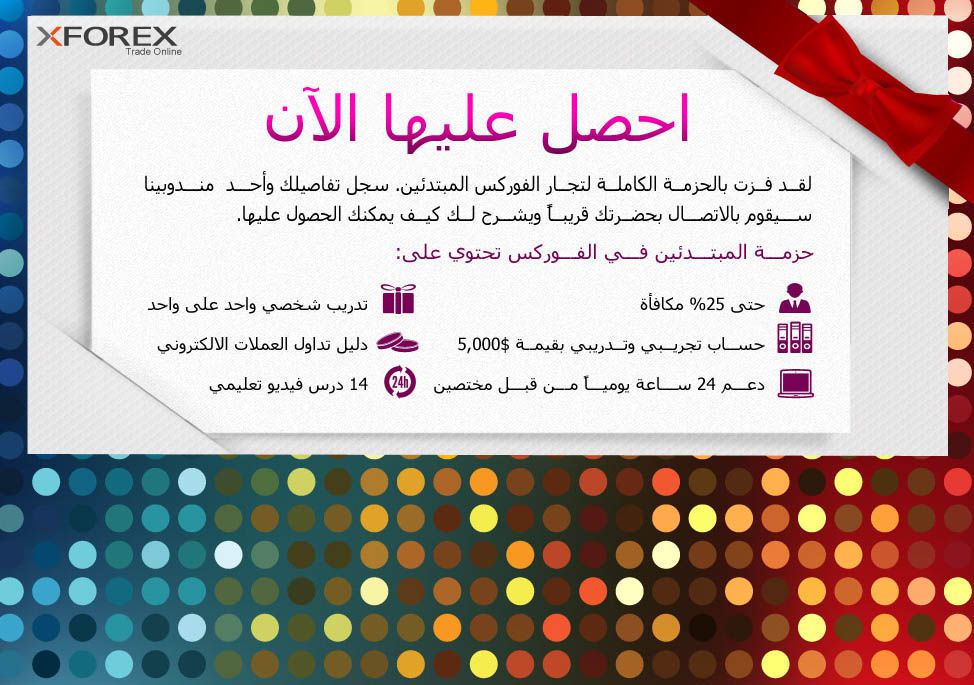 XFOREX
Trade Online
احصل عليها الآن
لقد فزت بالحزمة الكاملة لتجار الفوركس المبتدئين. سجل تفاصيلك وأحد مندوبينا
سيقوم بالاتصال بحضرتك قريباً ويشرح لك كيف يمكنك الحصول عليها.
حزمة المبتدئين في الفوركس تحتوي على:
حتى 25% مكافأة
تدريب شخصي واحد على واحد
حساب تجريبي وتدريبي بقيمة $5,000
دليل تداول العملات الالكتروني
دعم 24 ساعة يومياً من قبل مختصين
24h
14 درس فيديو تعليمي